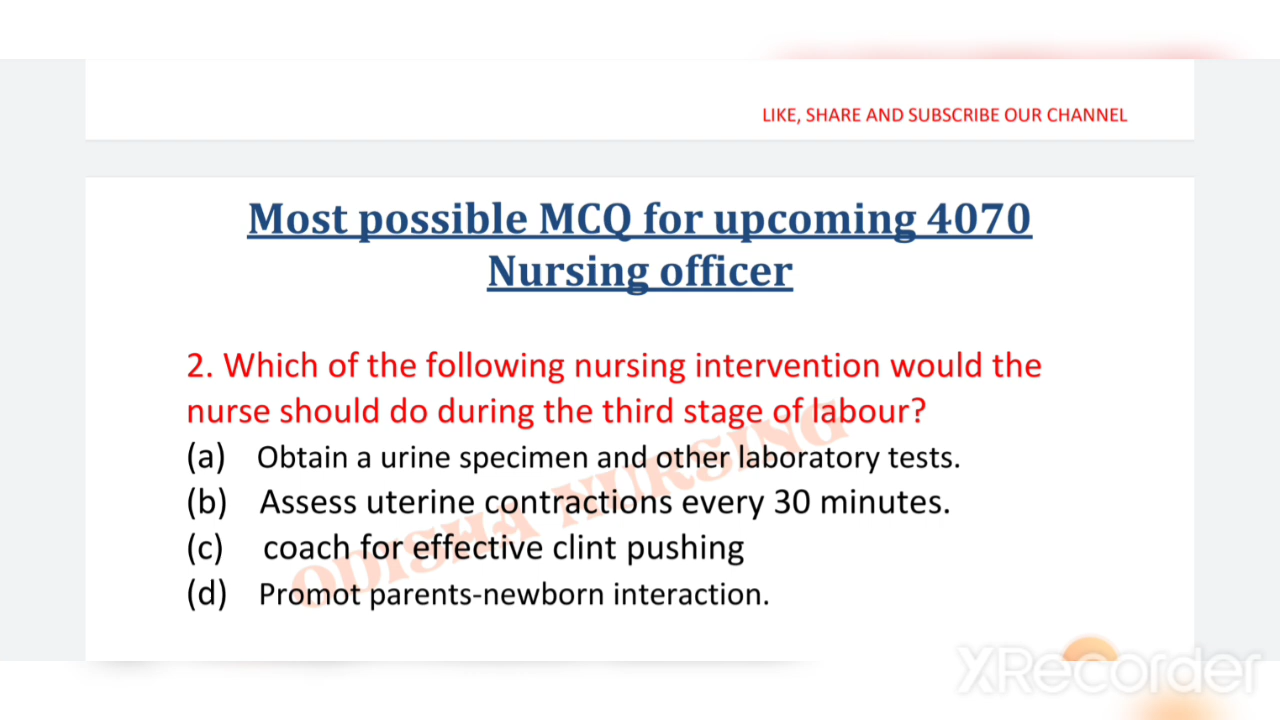 LIKE, SHARE AND SUBSCRIBE OUR CHANNEL
Most possible MCQ for upcoming 4070
Nursing officer
2. Which of the following nursing intervention would the
nurse should do during the third stage of labour?
(a) Obtain a urine specimen and other laboratory tests.
(b) Assess uterine contractions every 30 minutes.
(c) coach for effective clint pushing
(d) Promot parents-newborn interaction.
ODISHA NURSING
XRecorder